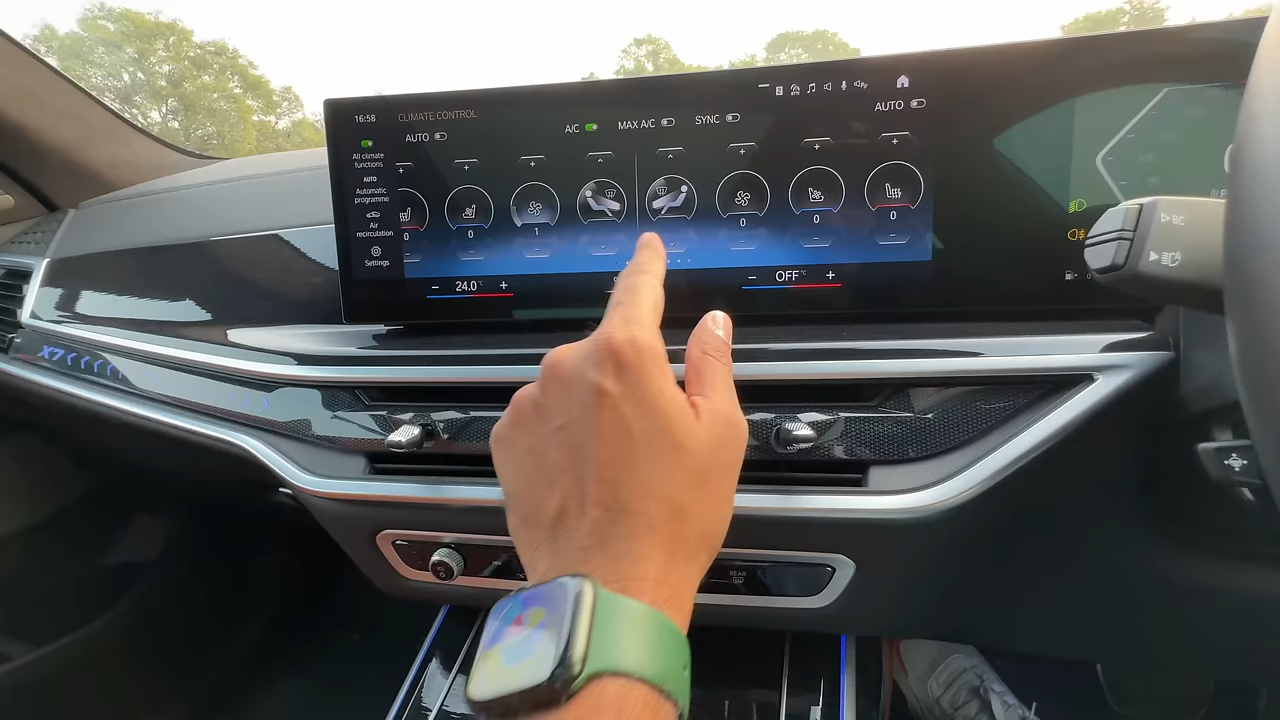 16:58
CLIMATE CONTROL
AUTO
A/C
MAX A/C
SYNC
AUTO
All climate
functions
AUTO
Automatic
programme
Air
recirculation
Settings
0
0
1
0
0
0
24.0°
OFF
X7
REAR
BC